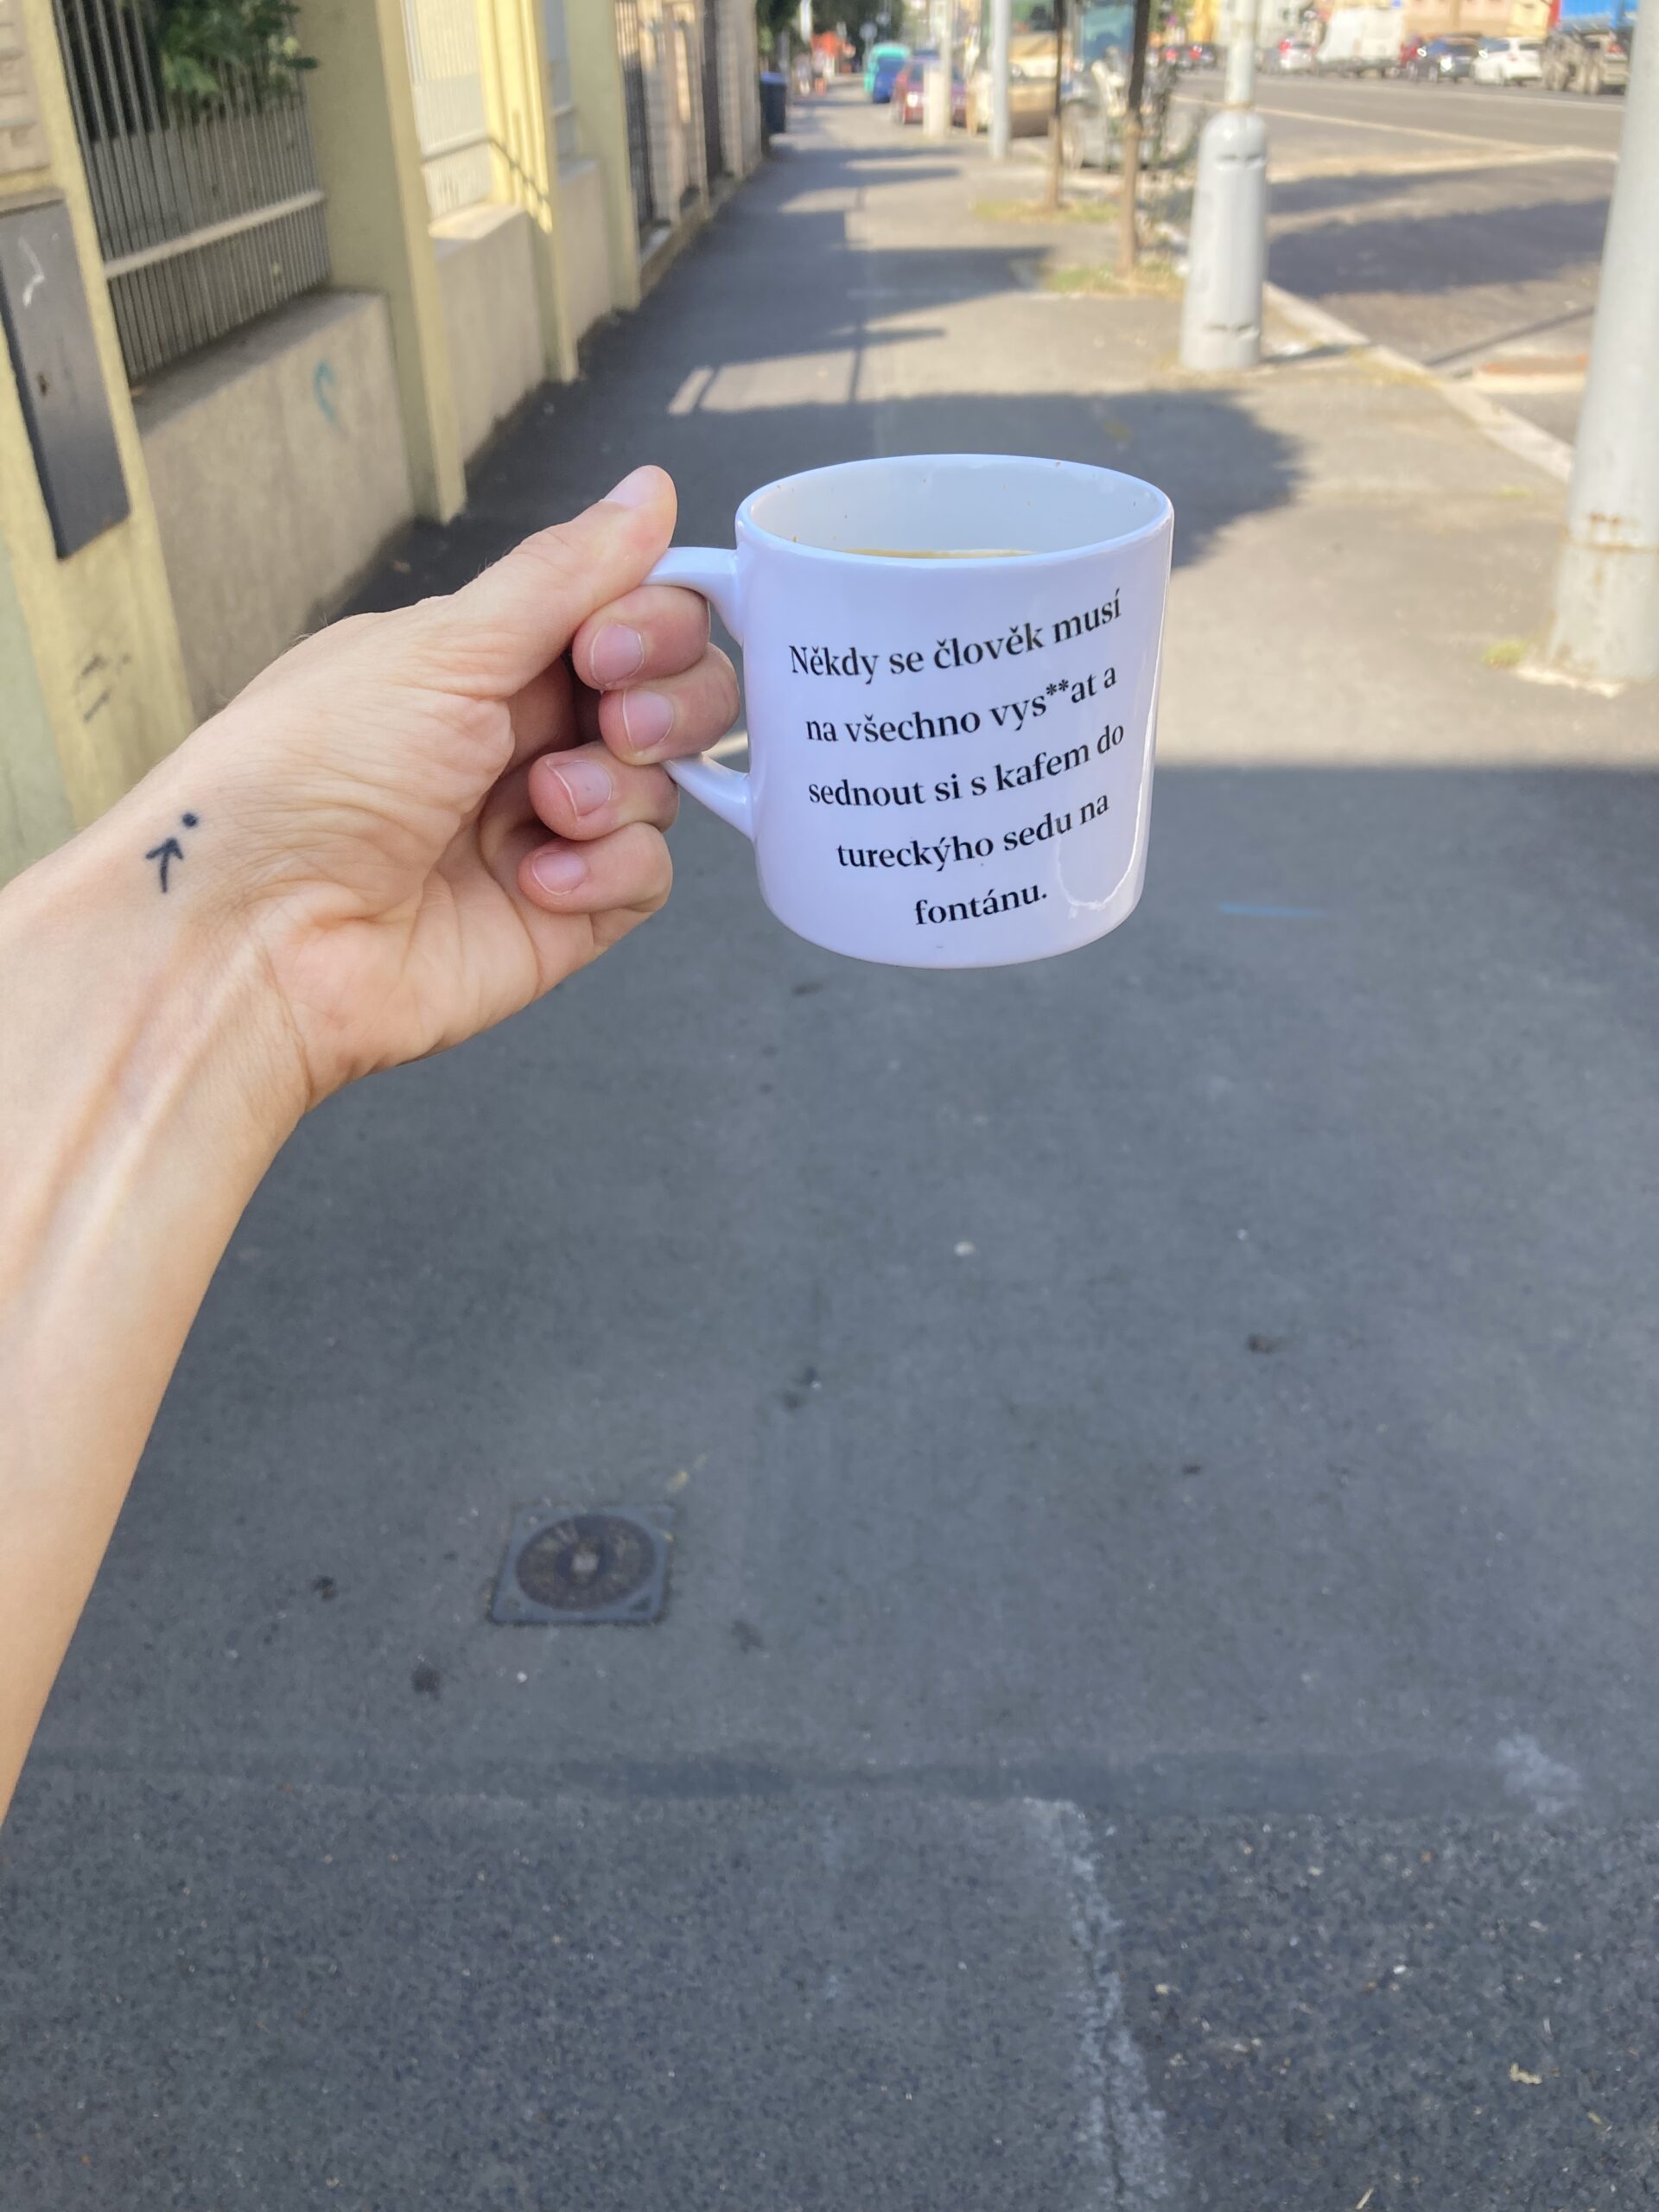 Někdy se člověk musí
na všechno vys**at a
sednout si s kafem do
tureckýho sedu na
fontánu.